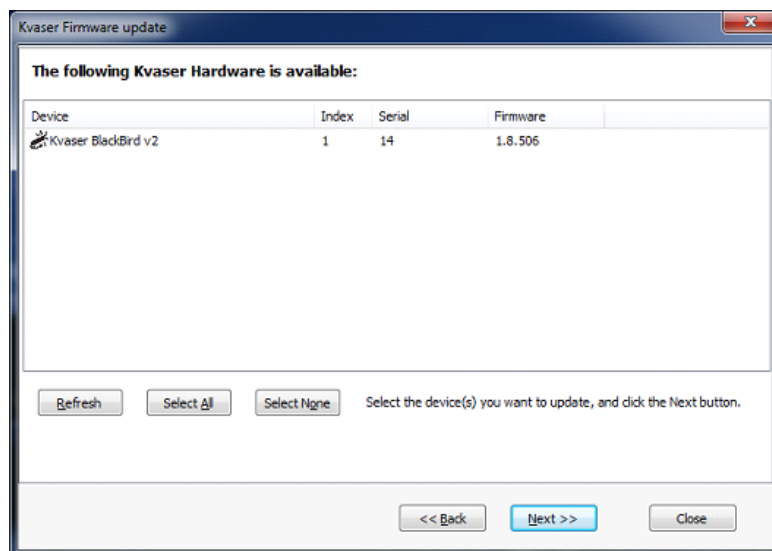 Kvaser Firmware update
The following Kvaser Hardware is available:
Device Index Serial Firmware
Kvaser BlackBird v2 1 14 1.8.506
Refresh Select All Select None Select the device(s) you want to update, and click the Next button.
<< Back Next >> Close